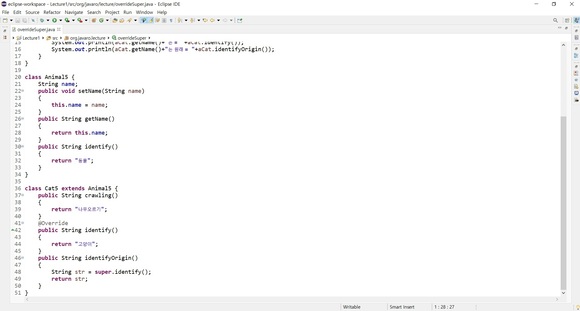 eclipse-workspace - Lecture1/src/org/javaro/lecture/overrideSuper.java - Eclipse IDE
File Edit Source Refactor Navigate Search Project Run Window Help
overrideSuper.java
Lecture1 src org.javaro.lecture overrideSuper
15 System.out.println(aCat.getName()+"는 "+aCat.identify());
16 System.out.println(aCat.getName()+"는 원래 "+aCat.identifyOrigin());
17 }
18 }
19
20 class Animal5 {
21 String name;
22 public void setName(String name)
23 {
24 this.name = name;
25 }
26 public String getName()
27 {
28 return this.name;
29 }
30 public String identify()
31 {
32 return "동물";
33 }
34 }
35
36 class Cat5 extends Animal5 {
37 public String crawling()
38 {
39 return "나무오르기";
40 }
41 @Override
42 public String identify()
43 {
44 return "고양이";
45 }
46 public String identifyOrigin()
47 {
48 String str = super.identify();
49 return str;
50 }
51 }
Writable Smart Insert 1 : 28 : 27